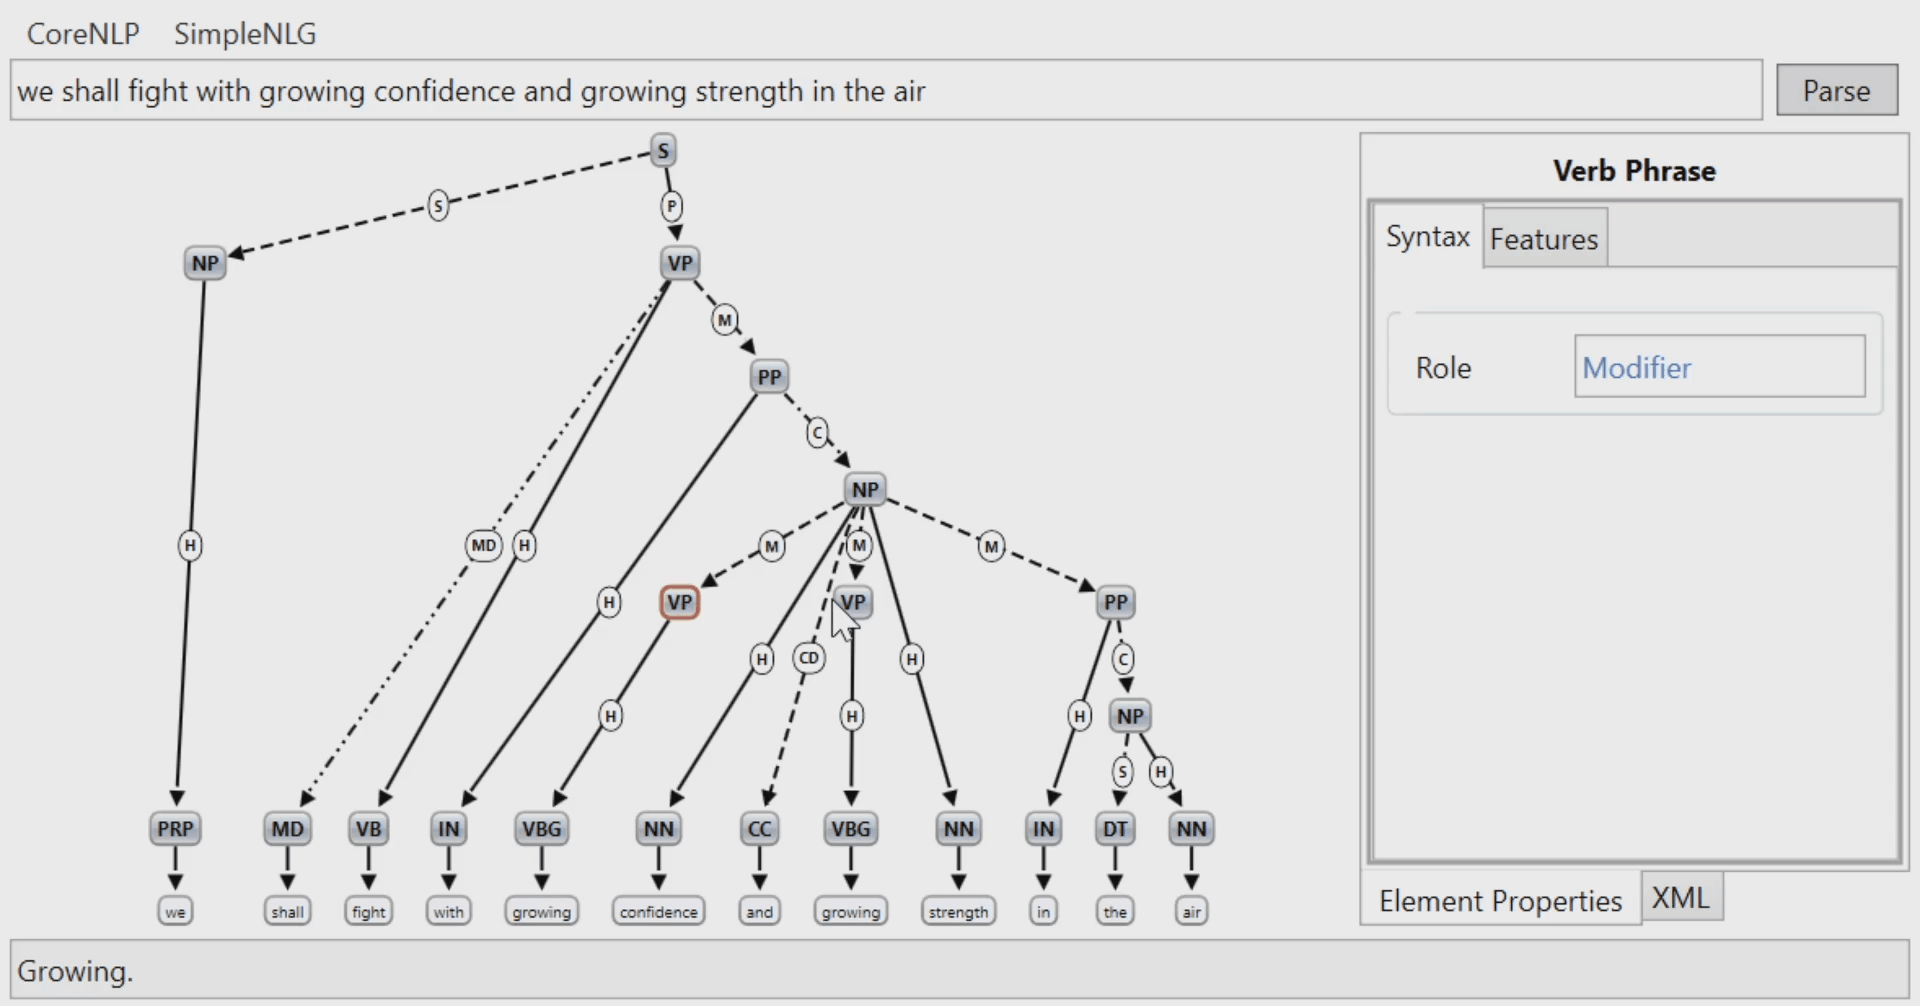 CoreNLP SimpleNLG
we shall fight with growing confidence and growing strength in the air
Parse
S
S P
NP VP
M
PP
C
NP
H MD H M M M
H VP VP PP
H CD H C
H H H NP
S H
PRP MD VB IN VBG NN CC VBG NN IN DT NN
we shall fight with growing confidence and growing strength in the air
Verb Phrase
Syntax Features
Role Modifier
Element Properties XML
Growing.